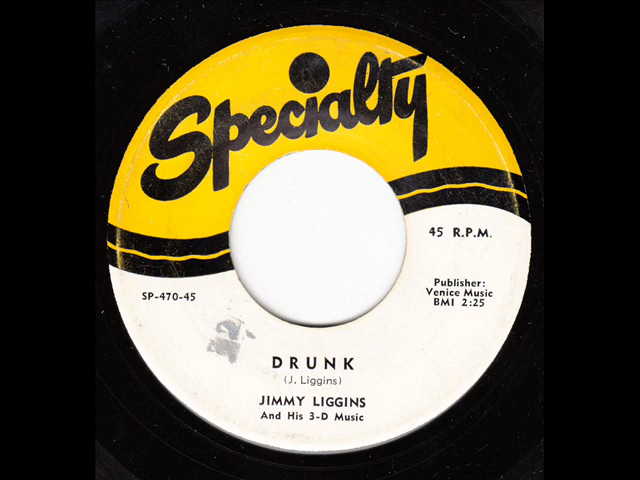 Specialty
45 R.P.M.
SP-470-45
Publisher:
Venice Music
BMI 2:25
DRUNK
(J. Liggins)
JIMMY LIGGINS
And His 3-D Music